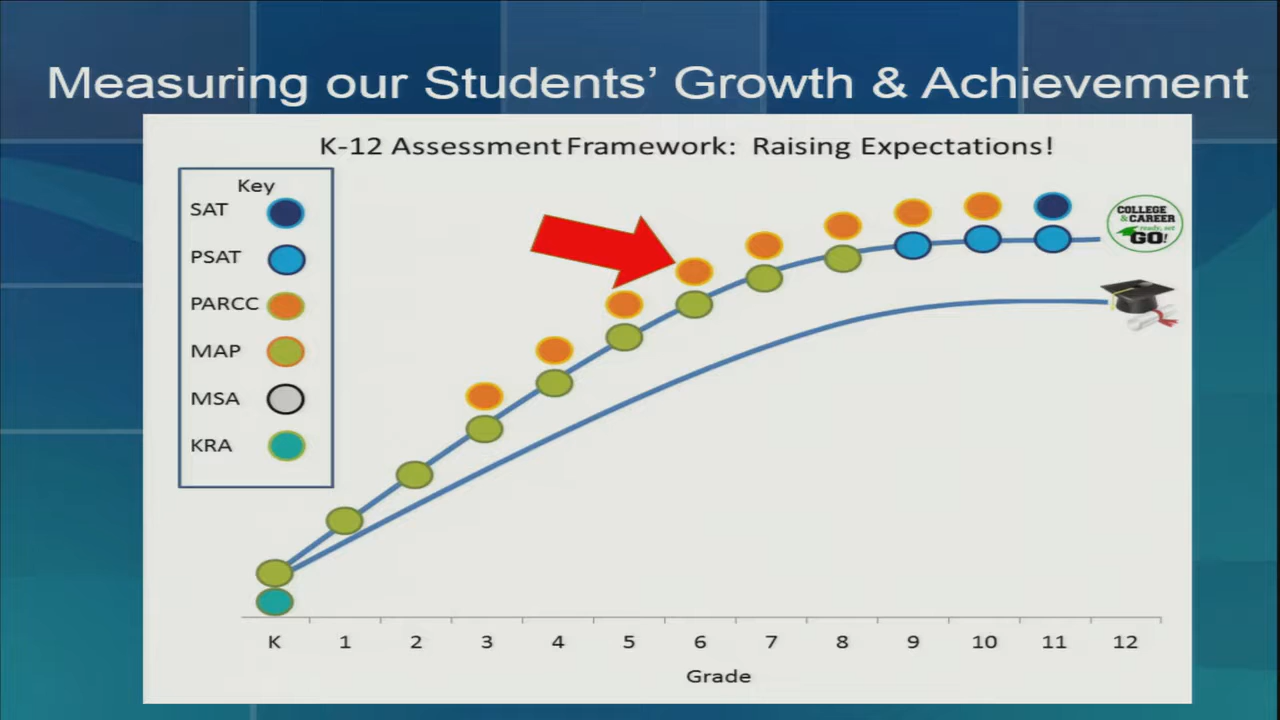 Measuring our Students' Growth & Achievement
K-12 Assessment Framework: Raising Expectations!
Key
SAT
PSAT
PARCC
MAP
MSA
KRA
COLLEGE
& CAREER
ready, set
GO!
K 1 2 3 4 5 6 7 8 9 10 11 12
Grade